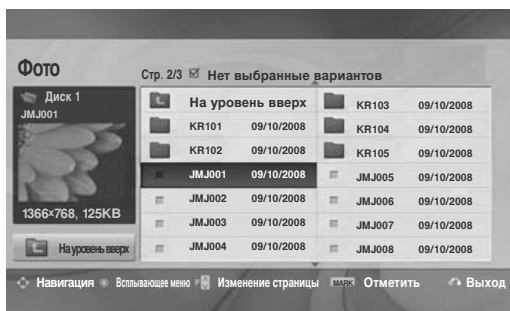 Фото
Стр. 2/3 Нет выбранные вариантов
Диск 1
JMJ001
1366×768, 125KB
На уровень вверх
На уровень вверх
KR101 09/10/2008
KR102 09/10/2008
JMJ001 09/10/2008
JMJ002 09/10/2008
JMJ003 09/10/2008
JMJ004 09/10/2008
KR103 09/10/2008
KR104 09/10/2008
KR105 09/10/2008
JMJ005 09/10/2008
JMJ006 09/10/2008
JMJ007 09/10/2008
JMJ008 09/10/2008
Навигация Всплывающее меню P Изменение страницы MARK Отметить Выход